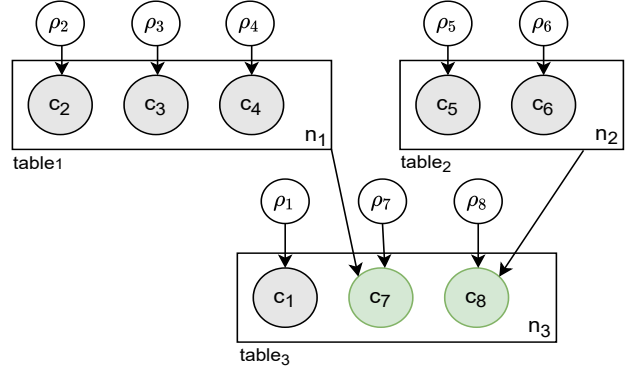 ρ₂ ρ₃ ρ₄ ρ₅ ρ₆
c₂ c₃ c₄ c₅ c₆
n₁ n₂
table₁ table₂
ρ₁ ρ₇ ρ₈
c₁ c₇ c₈
n₃
table₃